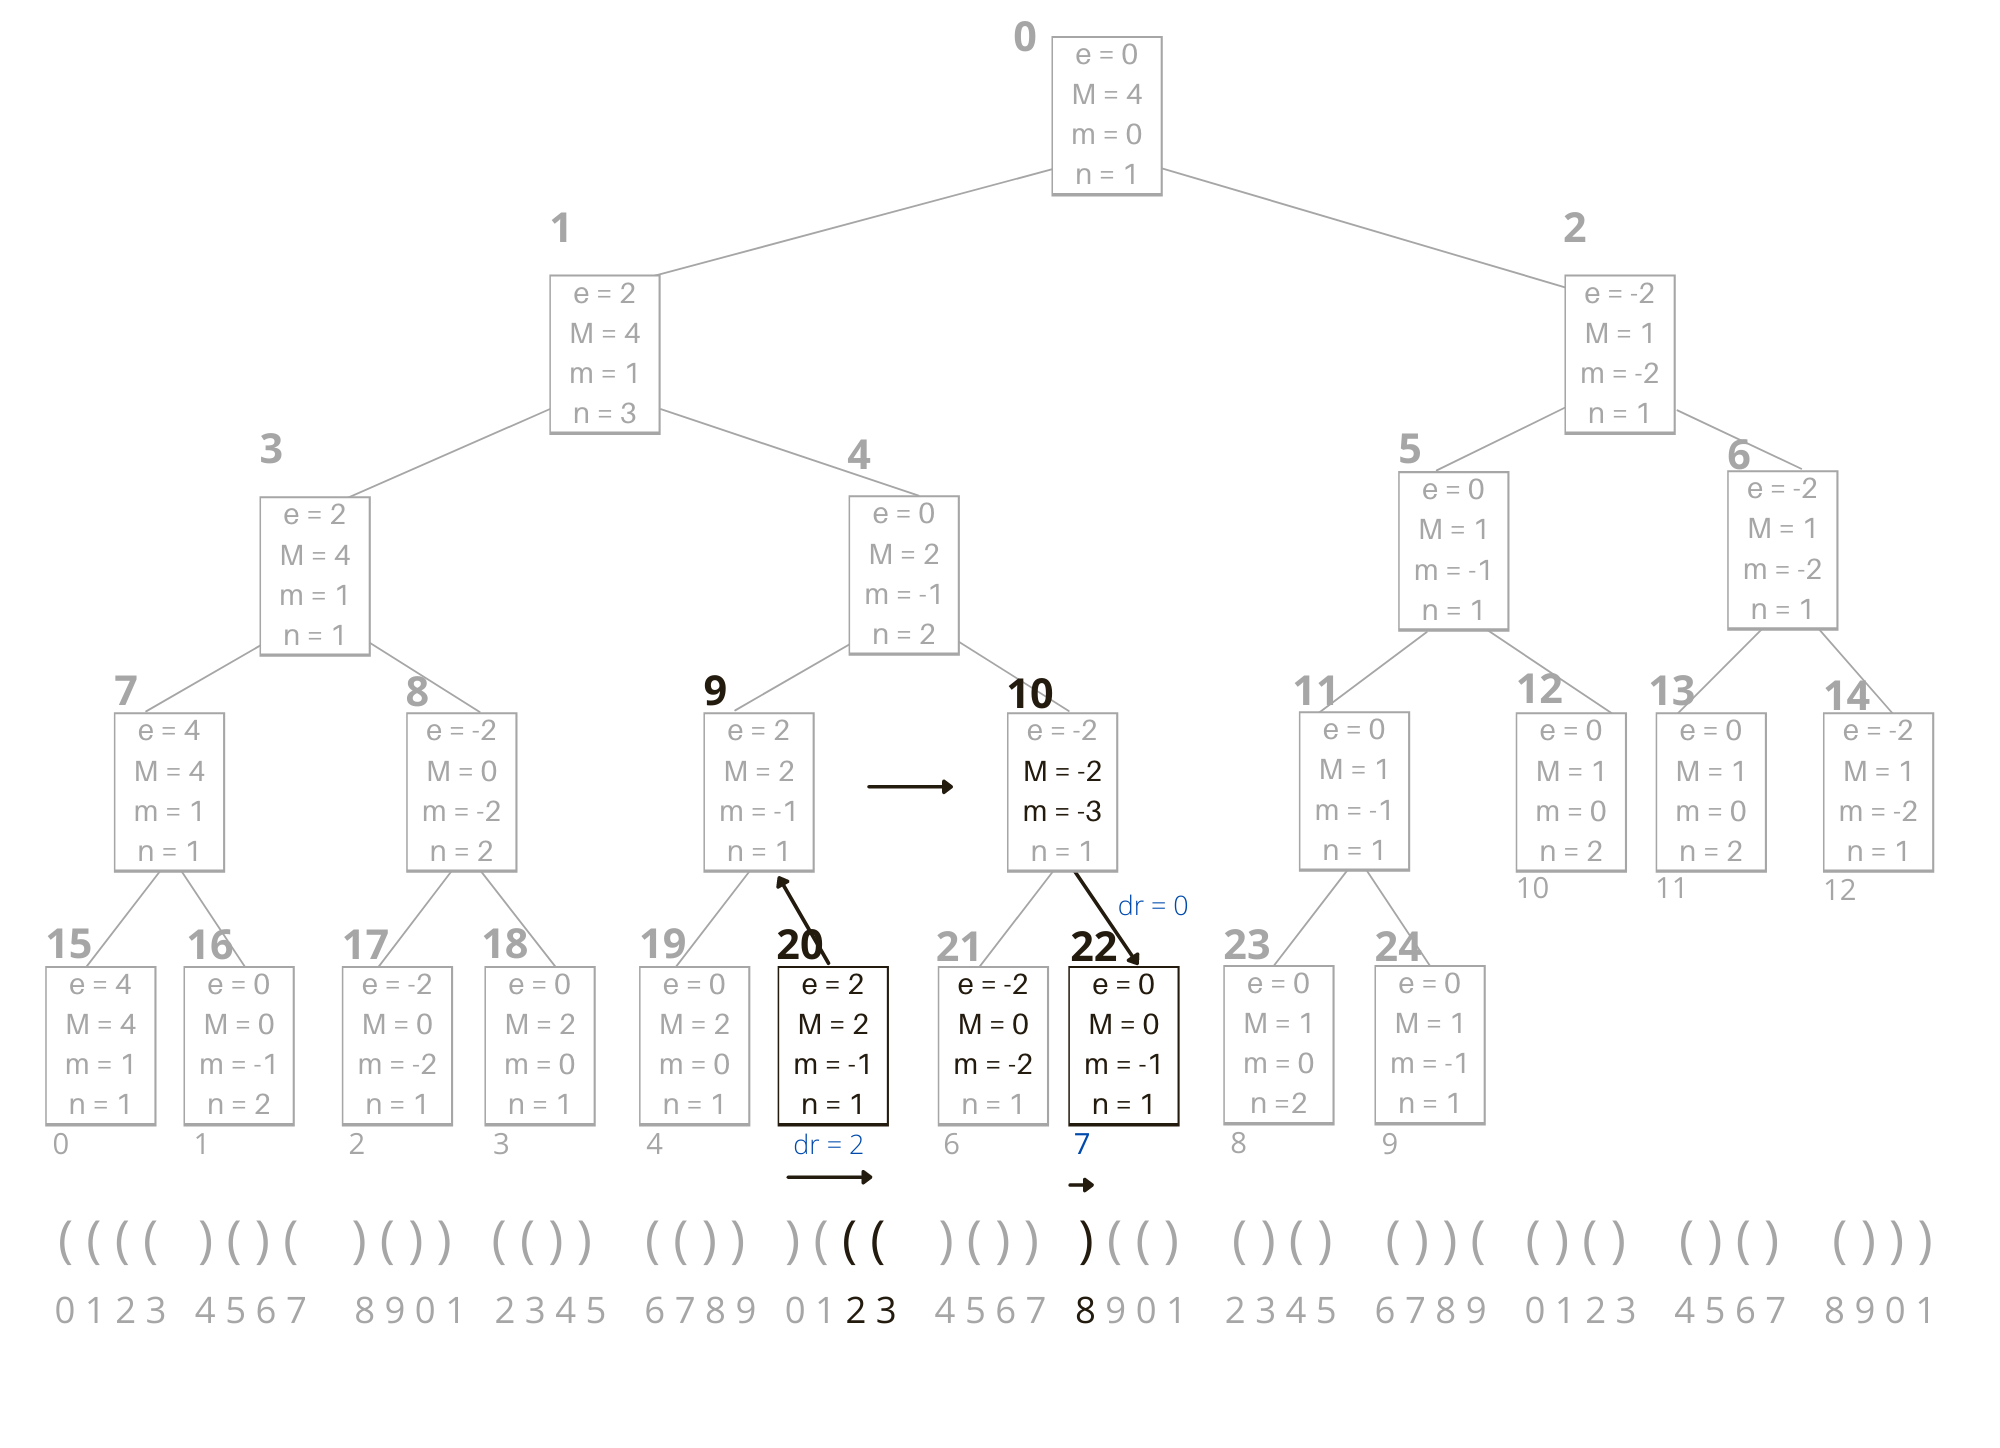 0
e = 0
M = 4
m = 0
n = 1
1
e = 2
M = 4
m = 1
n = 3
2
e = -2
M = 1
m = -2
n = 1
3
e = 2
M = 4
m = 1
n = 1
4
e = 0
M = 2
m = -1
n = 2
5
e = 0
M = 1
m = -1
n = 1
6
e = -2
M = 1
m = -2
n = 1
7
e = 4
M = 4
m = 1
n = 1
8
e = -2
M = 0
m = -2
n = 2
9
e = 2
M = 2
m = -1
n = 1
10
e = -2
M = -2
m = -3
n = 1
11
e = 0
M = 1
m = -1
n = 1
12
e = 0
M = 1
m = 0
n = 2
10
13
e = 0
M = 1
m = 0
n = 2
11
14
e = -2
M = 1
m = -2
n = 1
12
dr = 0
15
e = 4
M = 4
m = 1
n = 1
0
16
e = 0
M = 0
m = -1
n = 2
1
17
e = -2
M = 0
m = -2
n = 1
2
18
e = 0
M = 2
m = 0
n = 1
3
19
e = 0
M = 2
m = 0
n = 1
4
20
e = 2
M = 2
m = -1
n = 1
dr = 2
21
e = -2
M = 0
m = -2
n = 1
6
22
e = 0
M = 0
m = -1
n = 1
7
23
e = 0
M = 1
m = 0
n =2
8
24
e = 0
M = 1
m = -1
n = 1
9
( ( ( ( ) ( ) ( ) ( ) ) ( ( ) ) ( ( ) ) ) ( ( ( ) ( ) ) ) ( ( ) ( ) ( ) ( ) ) ( ( ) ( ) ( ) ( ) ( ) ) )
0 1 2 3 4 5 6 7 8 9 0 1 2 3 4 5 6 7 8 9 0 1 2 3 4 5 6 7 8 9 0 1 2 3 4 5 6 7 8 9 0 1 2 3 4 5 6 7 8 9 0 1